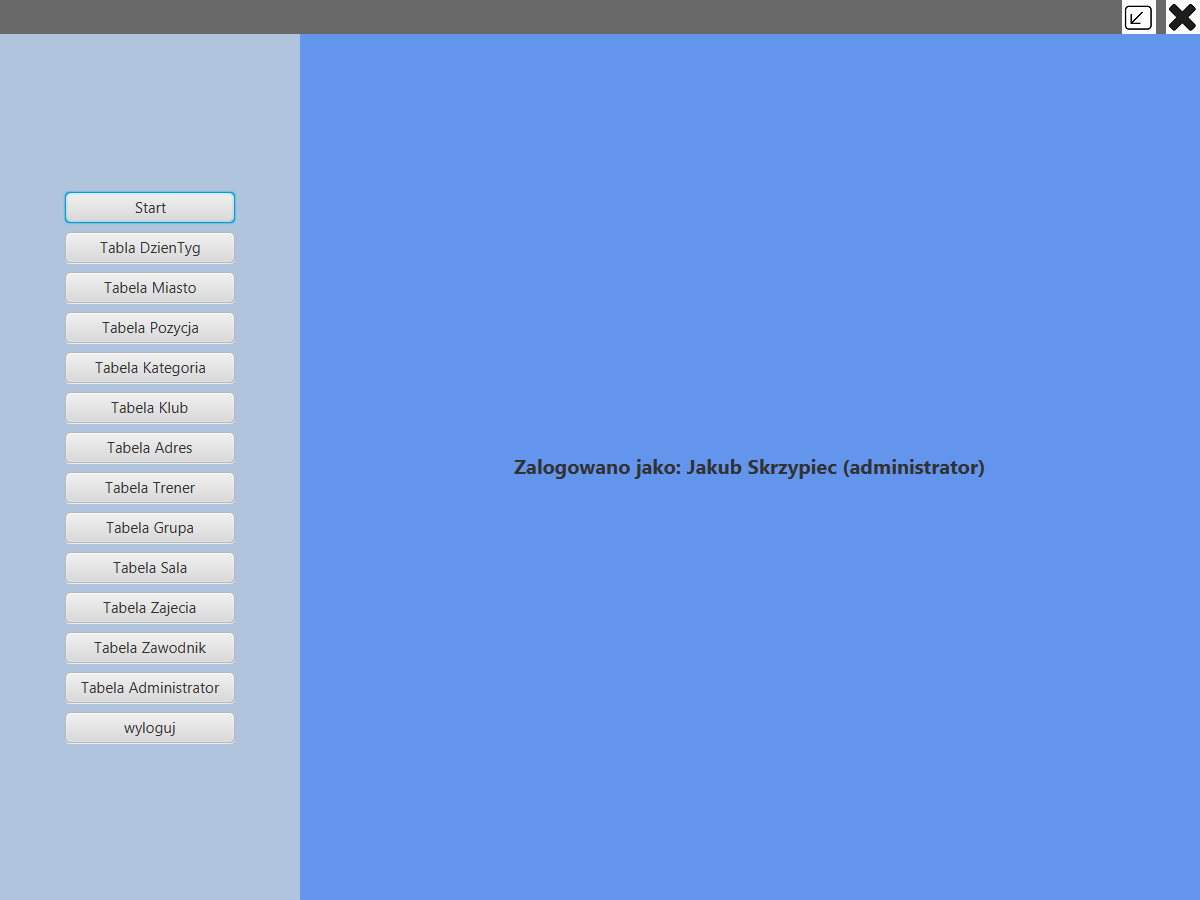 Start
Tabla DzienTyg
Tabela Miasto
Tabela Pozycja
Tabela Kategoria
Tabela Klub
Tabela Adres
Tabela Trener
Tabela Grupa
Tabela Sala
Tabela Zajecia
Tabela Zawodnik
Tabela Administrator
wyloguj
Zalogowano jako: Jakub Skrzypiec (administrator)